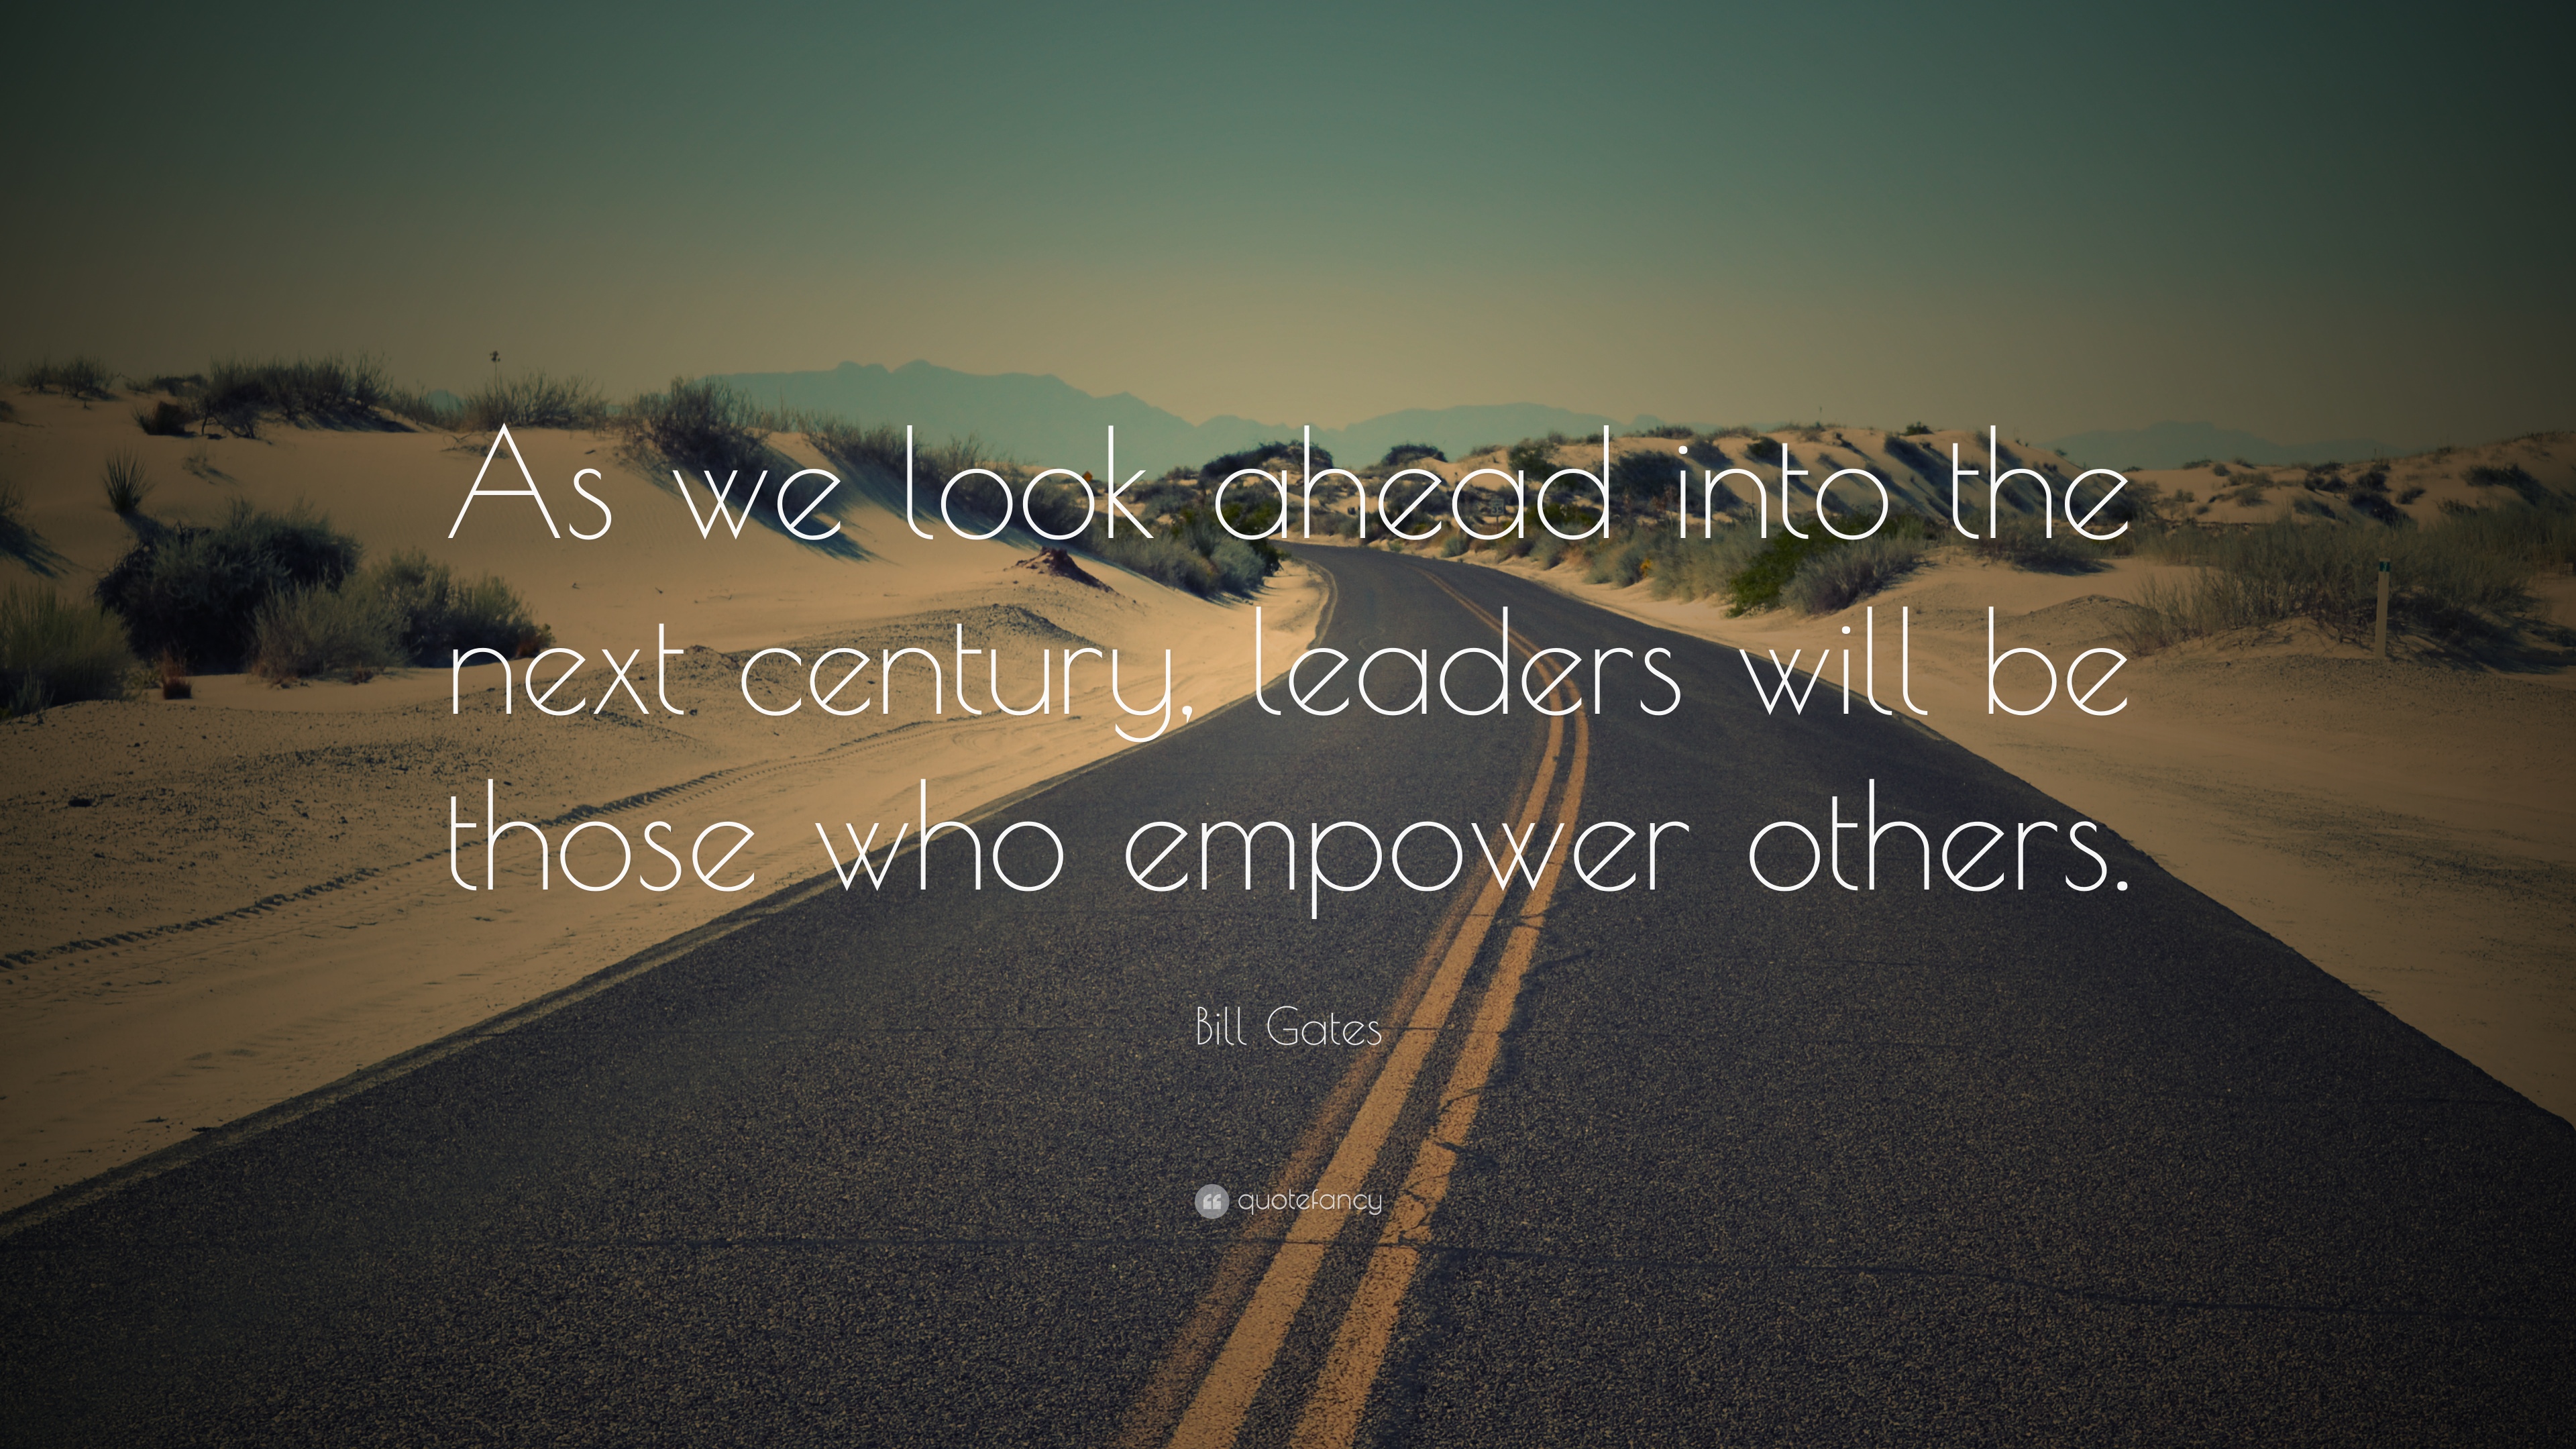 As we look ahead into the
next century, leaders will be
those who empower others.
Bill Gates
quotefancy